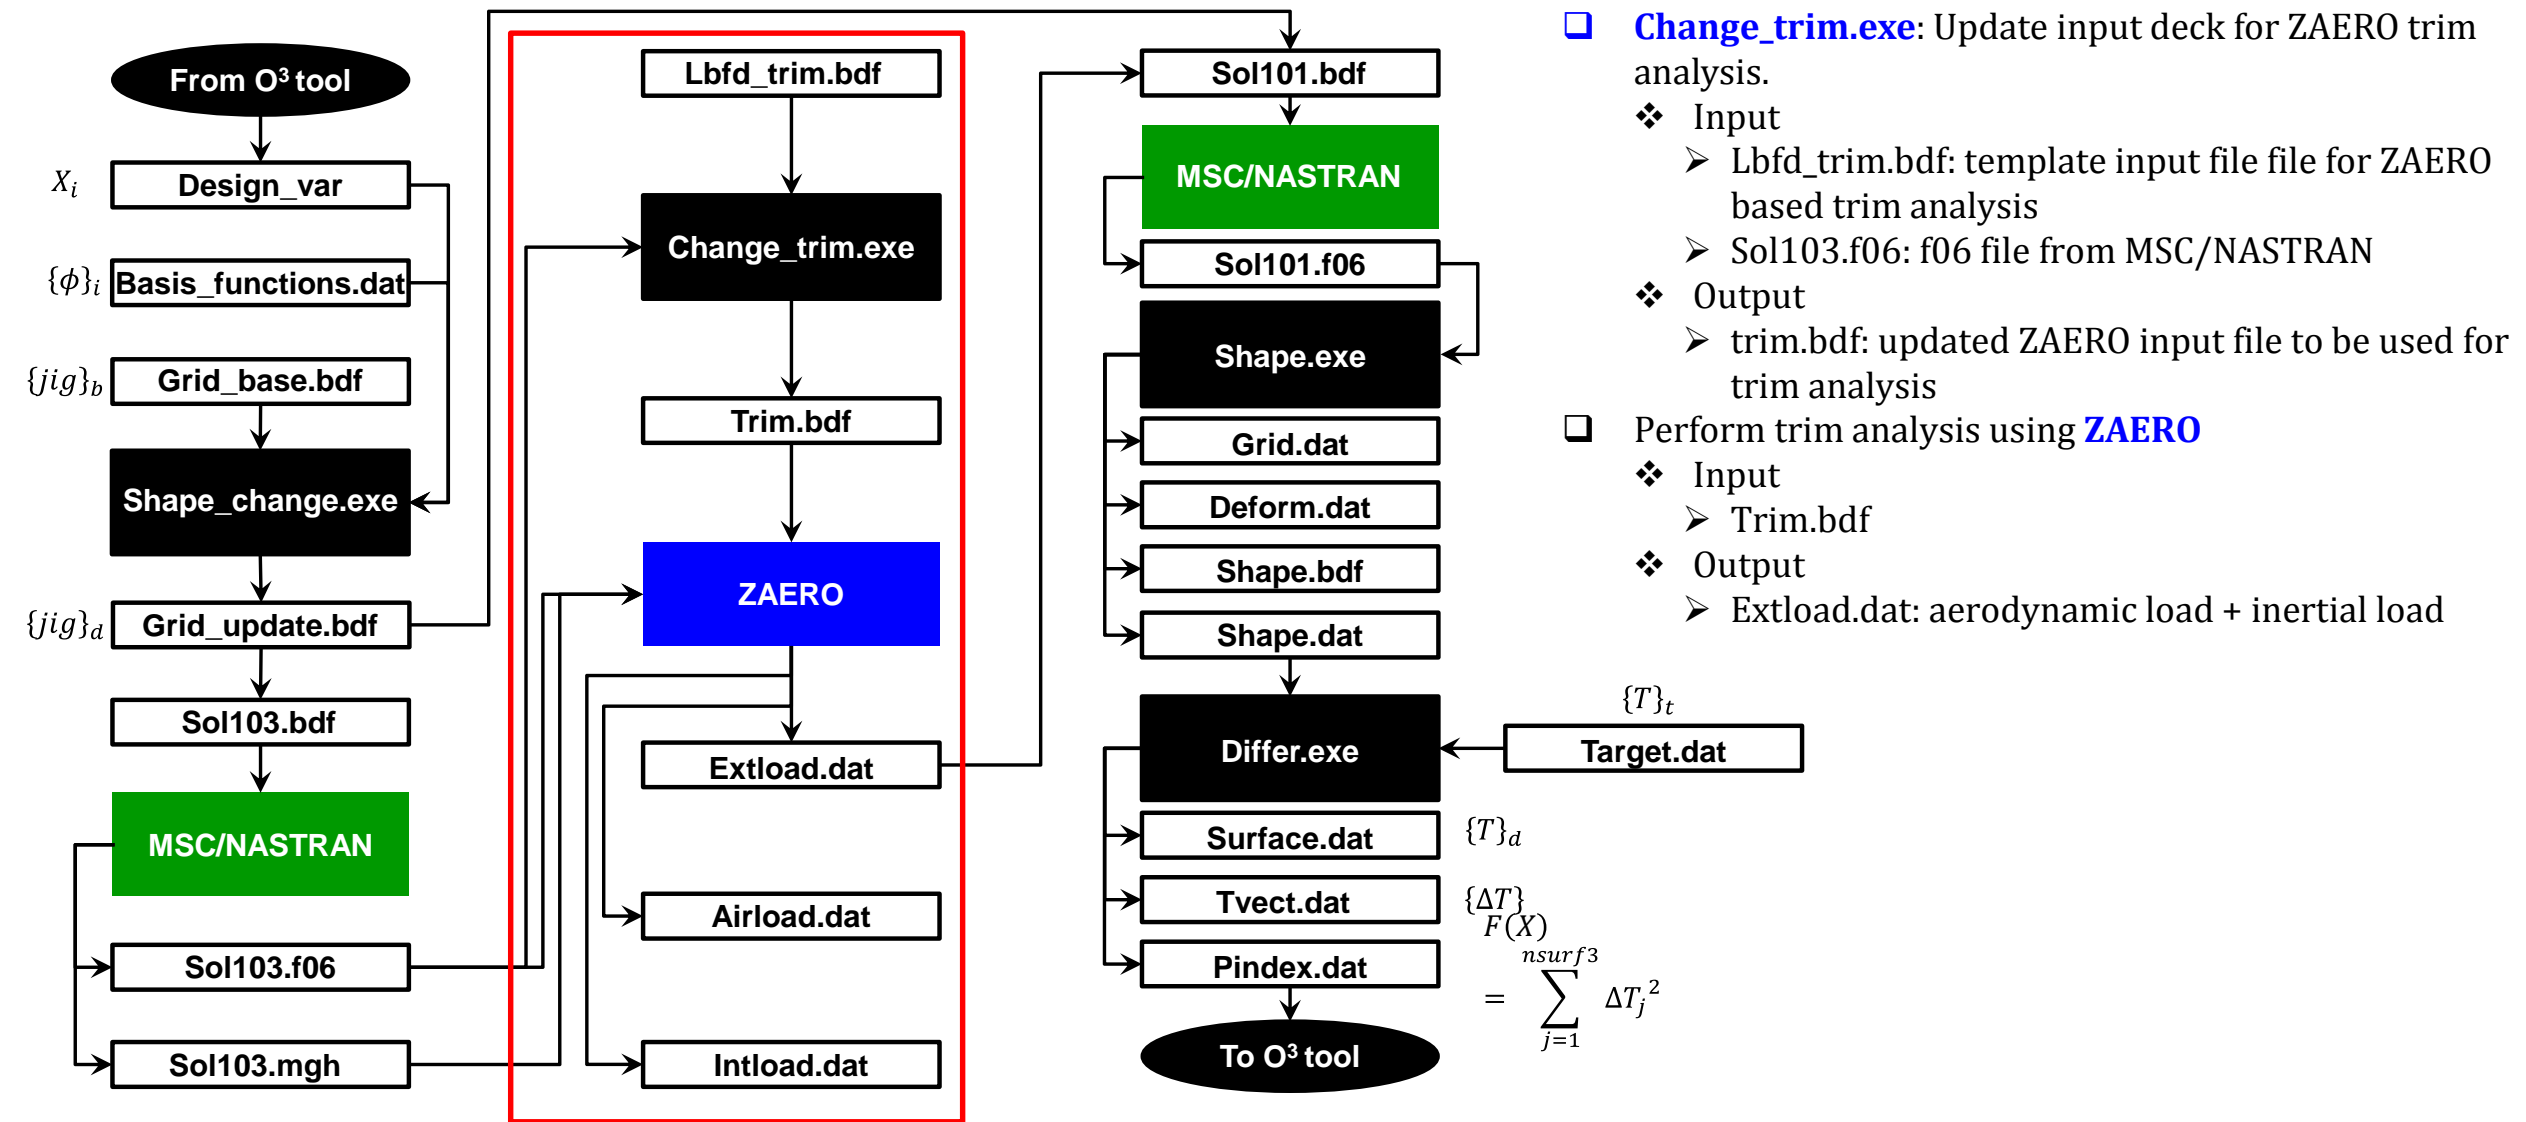 From O³ tool
X_i
Design_var
{ϕ}_i
Basis_functions.dat
{jig}_b
Grid_base.bdf
Shape_change.exe
{jig}_d
Grid_update.bdf
Sol103.bdf
MSC/NASTRAN
Sol103.f06
Sol103.mgh
Lbfd_trim.bdf
Change_trim.exe
Trim.bdf
ZAERO
Extload.dat
Airload.dat
Intload.dat
Sol101.bdf
MSC/NASTRAN
Sol101.f06
Shape.exe
Grid.dat
Deform.dat
Shape.bdf
Shape.dat
Differ.exe
{T}_t
Target.dat
Surface.dat
{T}_d
Tvect.dat
{ΔT}
Pindex.dat
F(X)
nsurf3
= ∑ ΔT_j²
j=1
To O³ tool
❑ Change_trim.exe: Update input deck for ZAERO trim
analysis.
❖ Input
➢ Lbfd_trim.bdf: template input file file for ZAERO
based trim analysis
➢ Sol103.f06: f06 file from MSC/NASTRAN
❖ Output
➢ trim.bdf: updated ZAERO input file to be used for
trim analysis
❑ Perform trim analysis using ZAERO
❖ Input
➢ Trim.bdf
❖ Output
➢ Extload.dat: aerodynamic load + inertial load